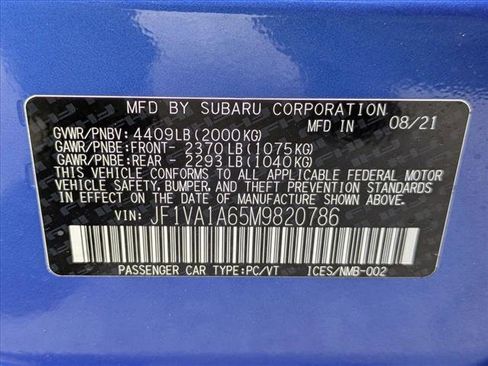 MFD BY SUBARU CORPORATION
GVWR/PNBV: 4409LB (2000KG) MFD IN 08/21
GAWR/PNBE:FRONT- 2370LB (1075KG)
GAWR/PNBE:REAR - 2293LB (1040KG)
THIS VEHICLE CONFORMS TO ALL APPLICABLE FEDERAL MOTOR
VEHICLE SAFETY, BUMPER, AND THEFT PREVENTION STANDARDS
IN EFFECT ON THE DATE OF MANUFACTURE SHOWN ABOVE
VIN: JF1VA1A65M9820786
PASSENGER CAR TYPE:PC/VT ICES/NMB-002